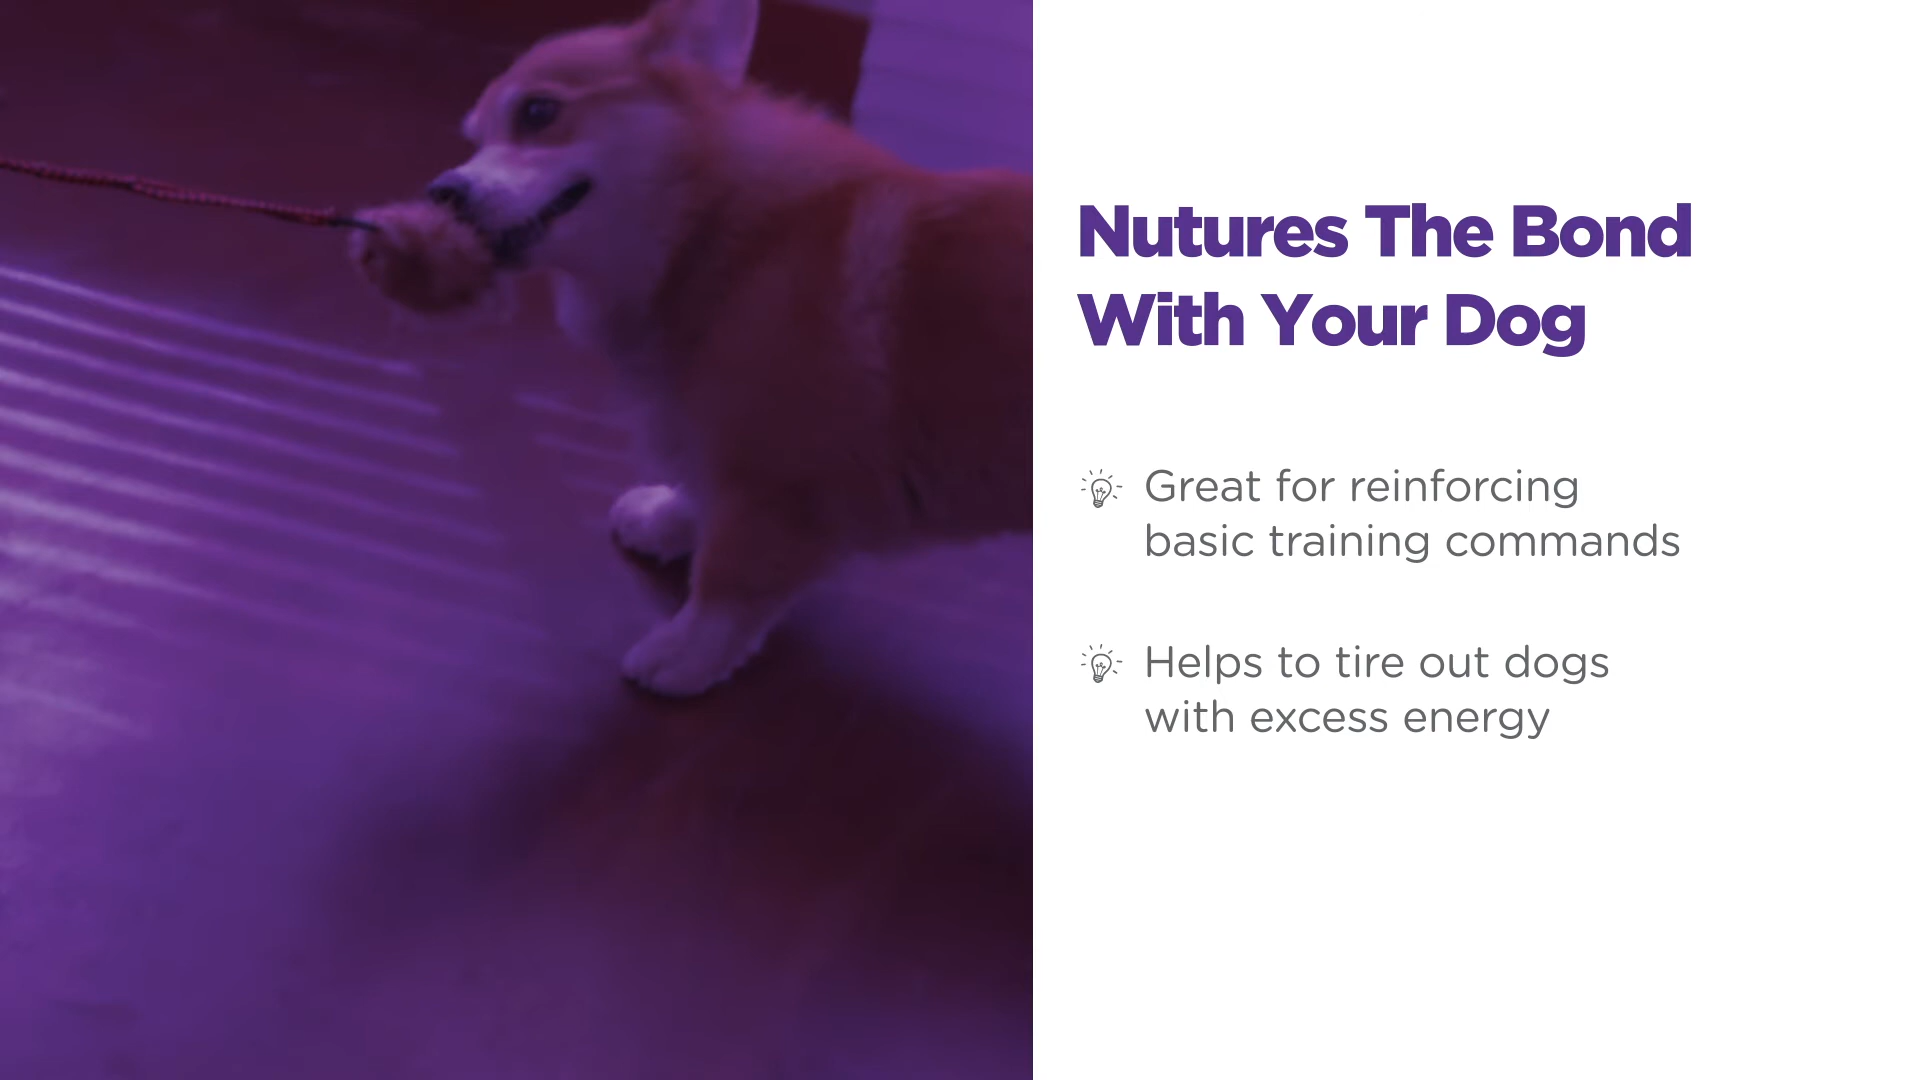 Nutures The Bond
With Your Dog
Great for reinforcing
basic training commands
Helps to tire out dogs
with excess energy